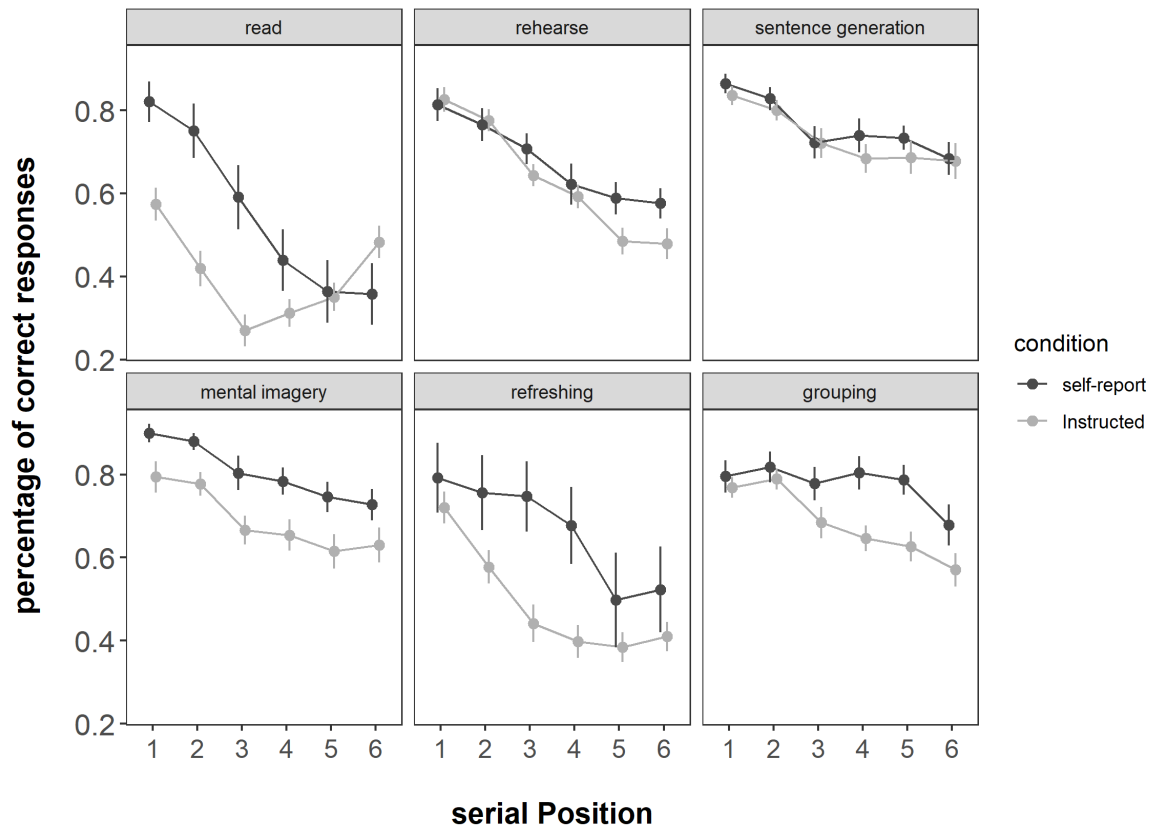 read
rehearse
sentence generation
0.8
0.6
0.4
0.2
mental imagery
refreshing
grouping
0.8
0.6
0.4
0.2
1 2 3 4 5 6
1 2 3 4 5 6
1 2 3 4 5 6
serial Position
percentage of correct responses
condition
self-report
Instructed